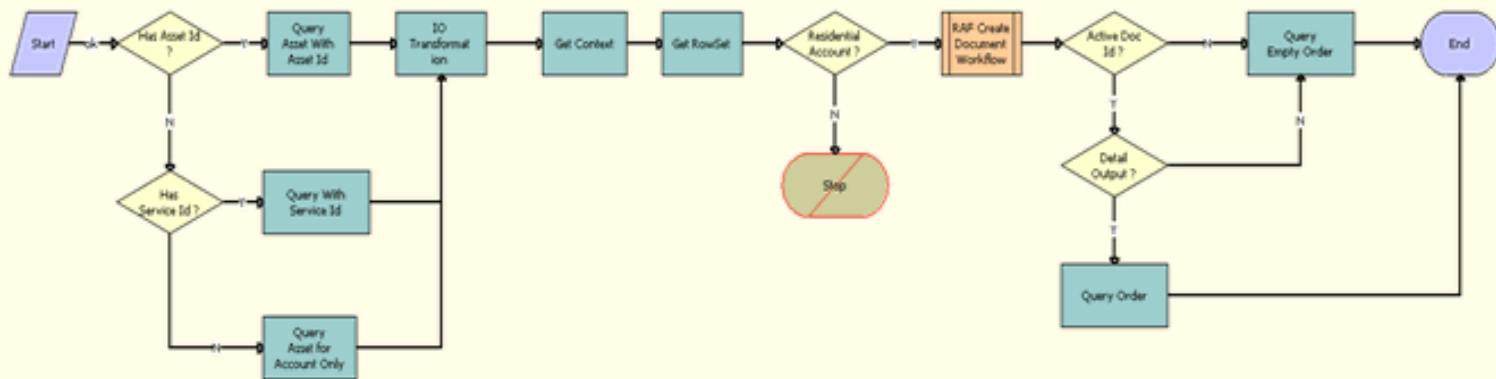 Start
ok
Has Asset Id
?
Y
Query
Asset With
Asset Id
IO
Transformat
ion
Get Context
Get RowSet
Residential
Account ?
Y
RAF Create
Document
Workflow
Active Doc
Id ?
N
Query
Empty Order
End
N
Y
N
N
Detail
Output ?
Stop
Has
Service Id ?
Y
Query With
Service Id
Y
Query Order
N
Query
Asset for
Account Only